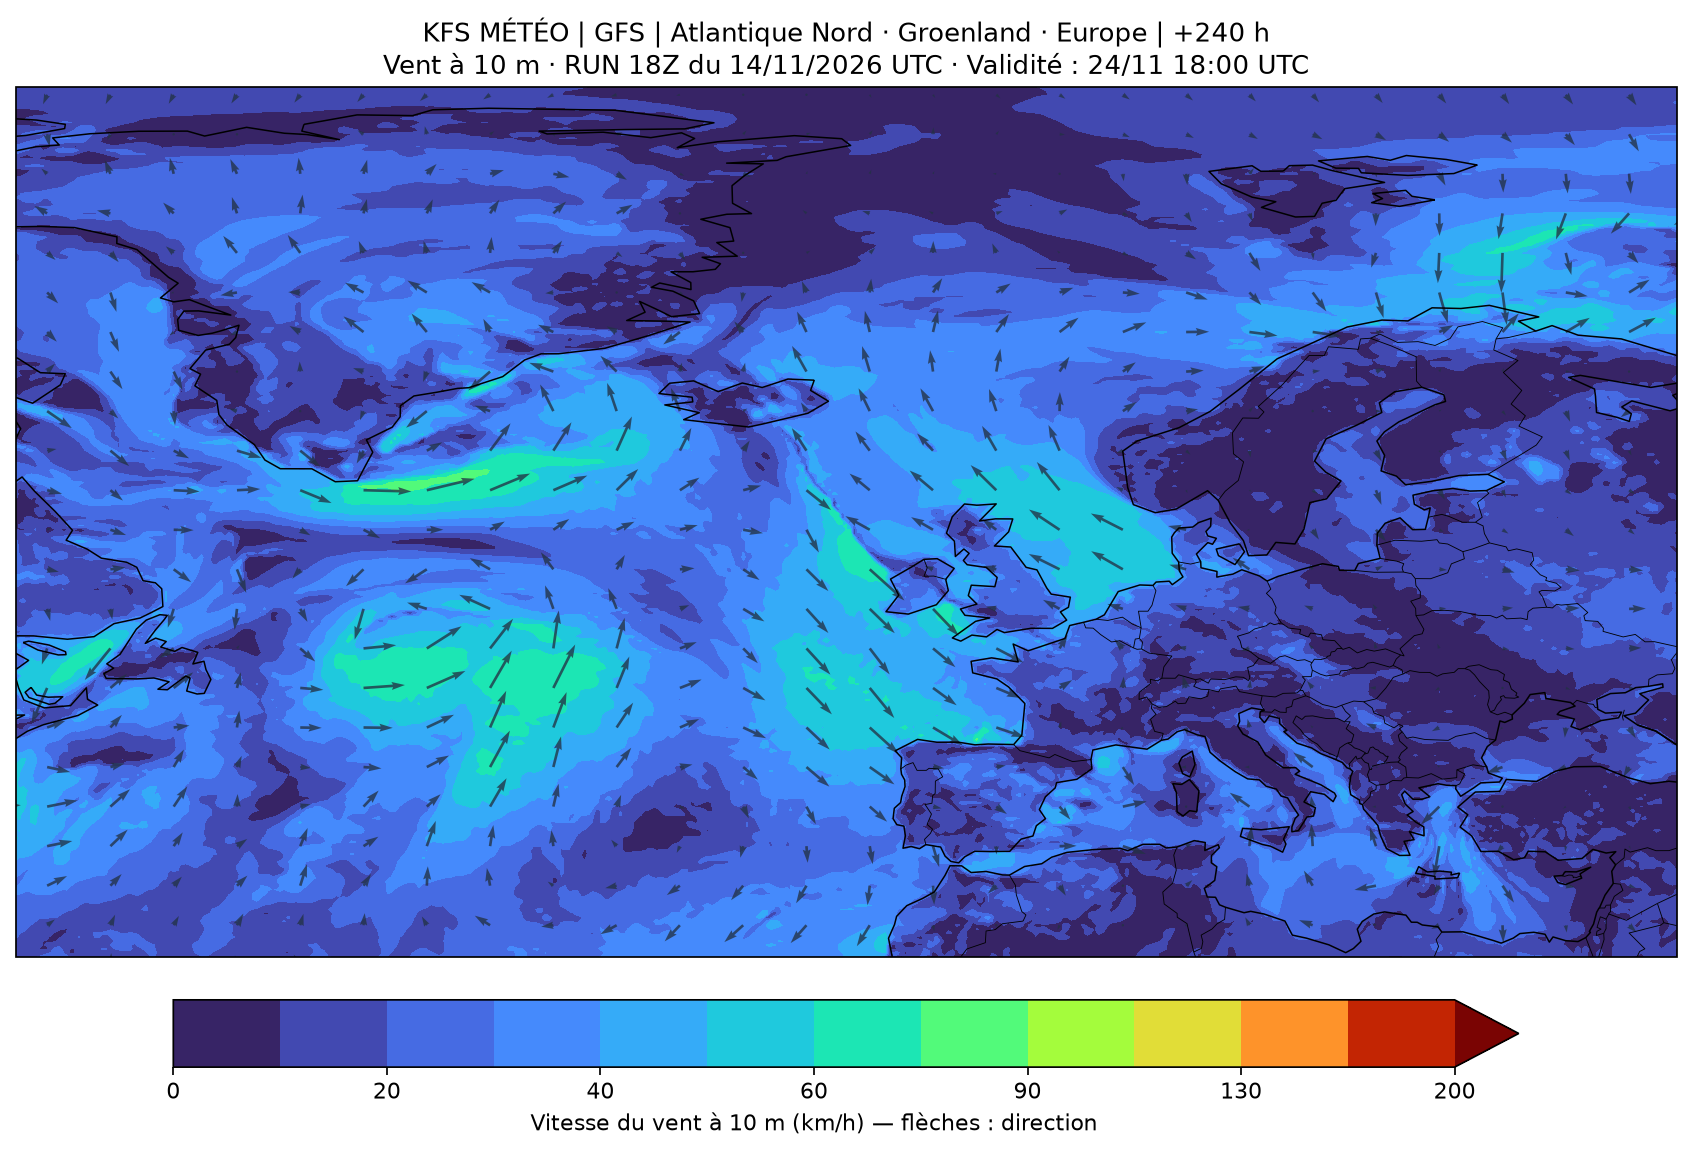 KFS MÉTÉO | GFS | Atlantique Nord · Groenland · Europe | +240 h
Vent à 10 m · RUN 18Z du 14/11/2026 UTC · Validité : 24/11 18:00 UTC
0 20 40 60 90 130 200
Vitesse du vent à 10 m (km/h) — flèches : direction